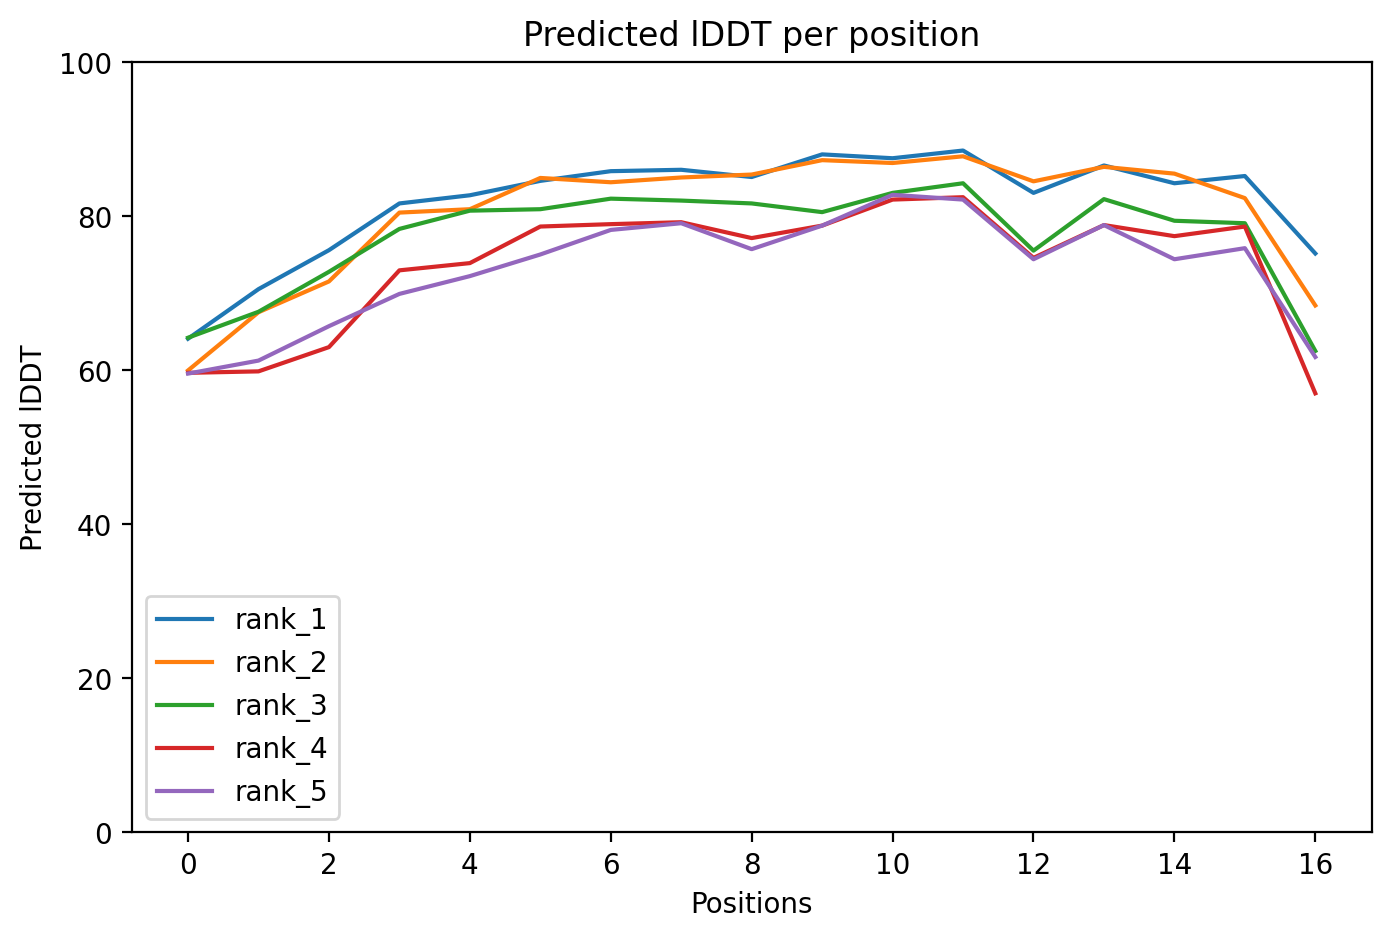 Predicted lDDT per position
100
80
60
40
20
0
Predicted lDDT
rank_1
rank_2
rank_3
rank_4
rank_5
0 2 4 6 8 10 12 14 16
Positions